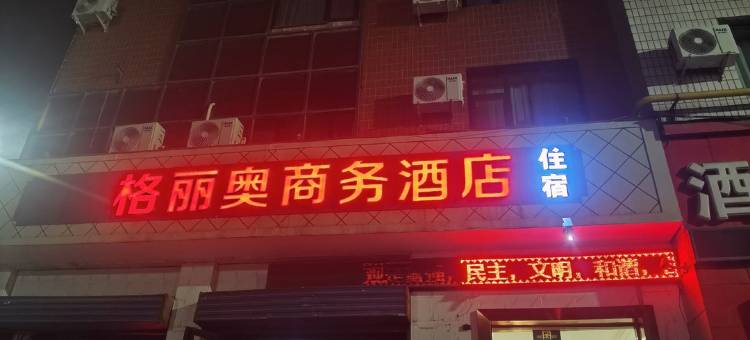 格丽奥商务酒店
住宿
民主，文明，和谐，
酒